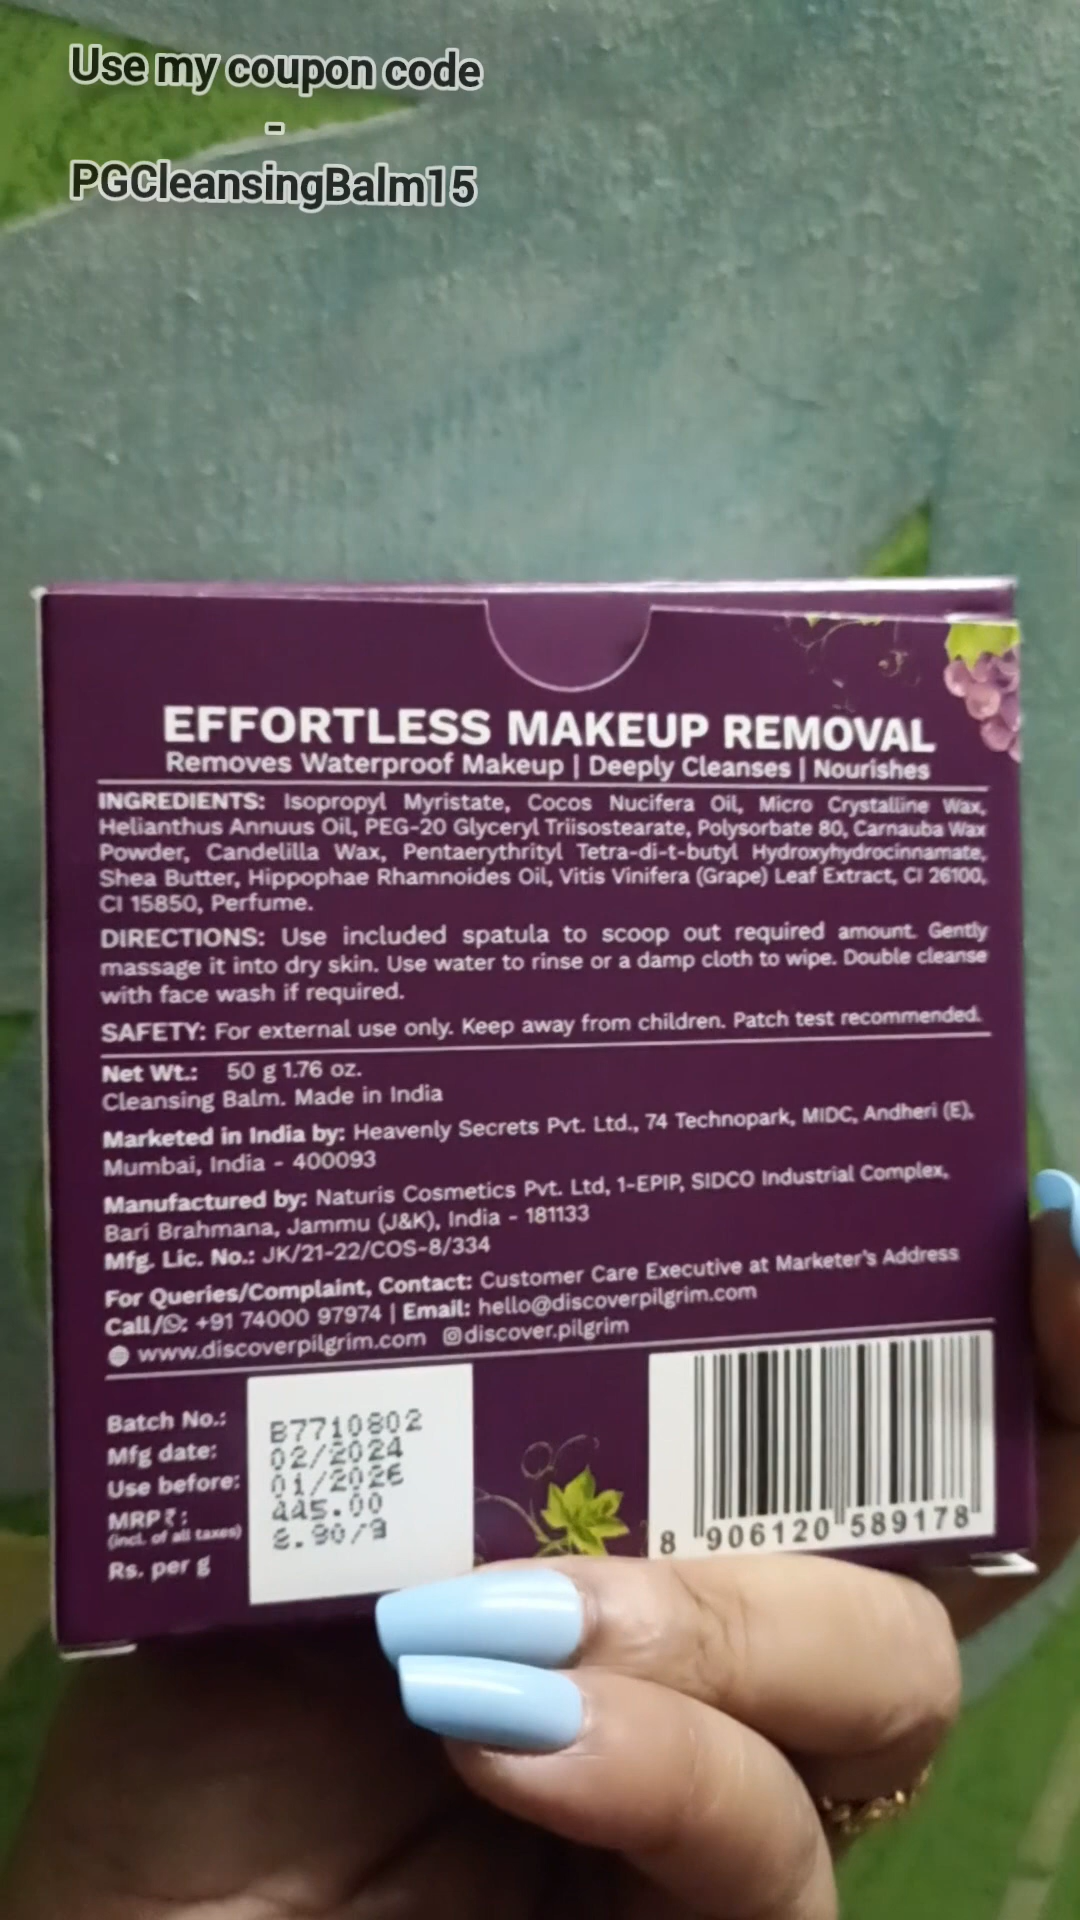 Use my coupon code
-
PGCleansingBalm15
EFFORTLESS MAKEUP REMOVAL
Removes Waterproof Makeup | Deeply Cleanses | Nourishes
INGREDIENTS: Isopropyl Myristate, Cocos Nucifera Oil, Micro Crystalline Wax,
Helianthus Annuus Oil, PEG-20 Glyceryl Triisostearate, Polysorbate 80, Carnauba Wax
Powder, Candelilla Wax, Pentaerythrityl Tetra-di-t-butyl Hydroxyhydrocinnamate,
Shea Butter, Hippophae Rhamnoides Oil, Vitis Vinifera (Grape) Leaf Extract, CI 26100,
CI 15850, Perfume.
DIRECTIONS: Use included spatula to scoop out required amount. Gently
massage it into dry skin. Use water to rinse or a damp cloth to wipe. Double cleanse
with face wash if required.
SAFETY: For external use only. Keep away from children. Patch test recommended.
Net Wt.: 50 g 1.76 oz.
Cleansing Balm. Made in India
Marketed in India by: Heavenly Secrets Pvt. Ltd., 74 Technopark, MIDC, Andheri (E),
Mumbai, India - 400093
Manufactured by: Naturis Cosmetics Pvt. Ltd, 1-EPIP, SIDCO Industrial Complex,
Bari Brahmana, Jammu (J&K), India - 181133
Mfg. Lic. No.: JK/21-22/COS-8/334
For Queries/Complaint, Contact: Customer Care Executive at Marketer's Address
Call/: +91 74000 97974 | Email: hello@discoverpilgrim.com
www.discoverpilgrim.com discover.pilgrim
Batch No.: B7710802
Mfg date: 02/2024
Use before: 01/2026
MRP₹: 445.00
(incl. of all taxes)
Rs. per g 8.90/g
8 906120 589178